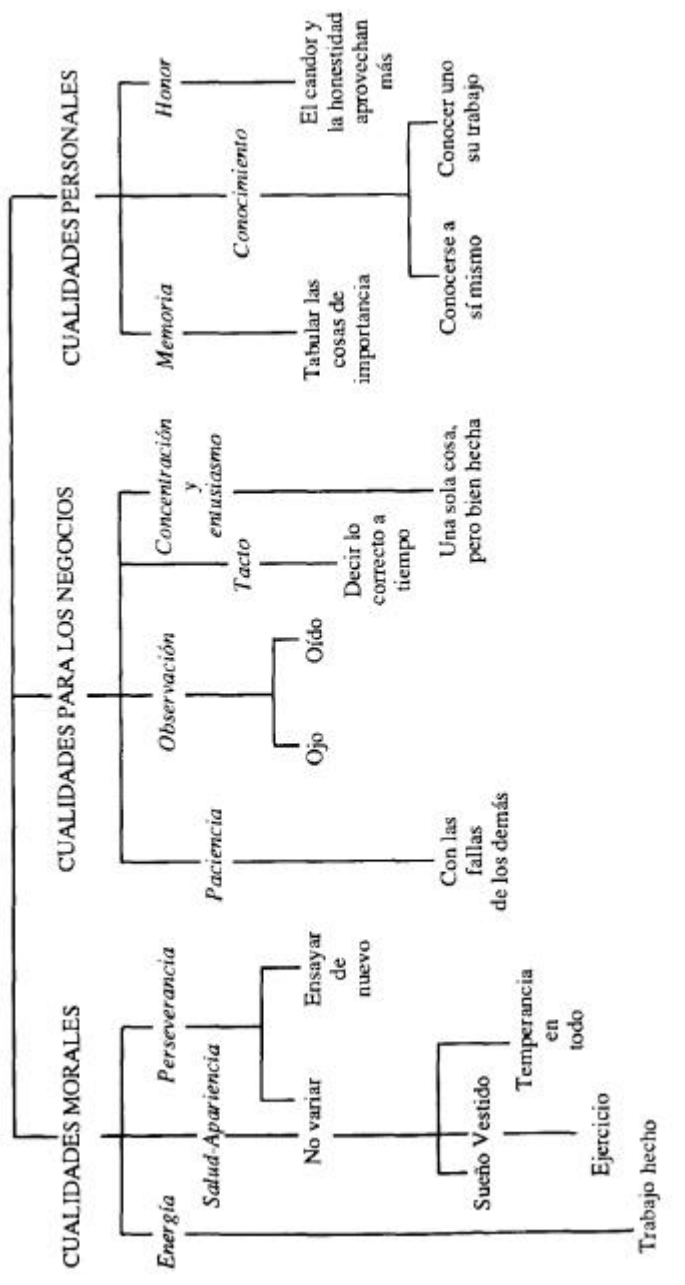 CUALIDADES MORALES
Energía
Salud-Apariencia
Perseverancia
No variar
Ensayar
de
nuevo
Sueño Vestido
Temperancia
en
todo
Ejercicio
Trabajo hecho
CUALIDADES PARA LOS NEGOCIOS
Paciencia
Observación
Tacto
Concentración
y
entusiasmo
Ojo
Oído
Decir lo
correcto a
tiempo
Con las
fallas
de los demás
Una sola cosa,
pero bien hecha
CUALIDADES PERSONALES
Memoria
Conocimiento
Honor
Tabular las
cosas de
importancia
El candor y
la honestidad
aprovechan
más
Conocerse a
sí mismo
Conocer uno
su trabajo